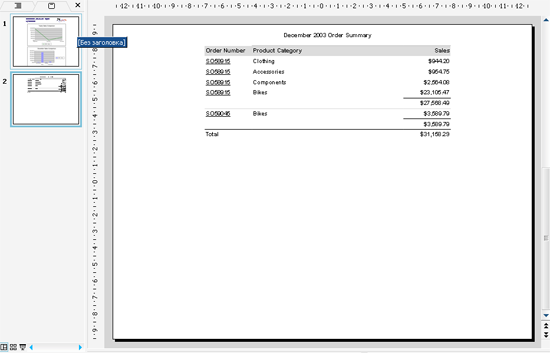 1
[Без заголовка]
2
December 2003 Order Summary
Order Number Product Category Sales
SO58915 Clothing $944.20
SO58915 Accessories $954.75
SO58915 Components $2,564.08
SO58915 Bikes $23,105.47
$27,568.49
SO59046 Bikes $3,589.79
$3,589.79
Total $31,158.29